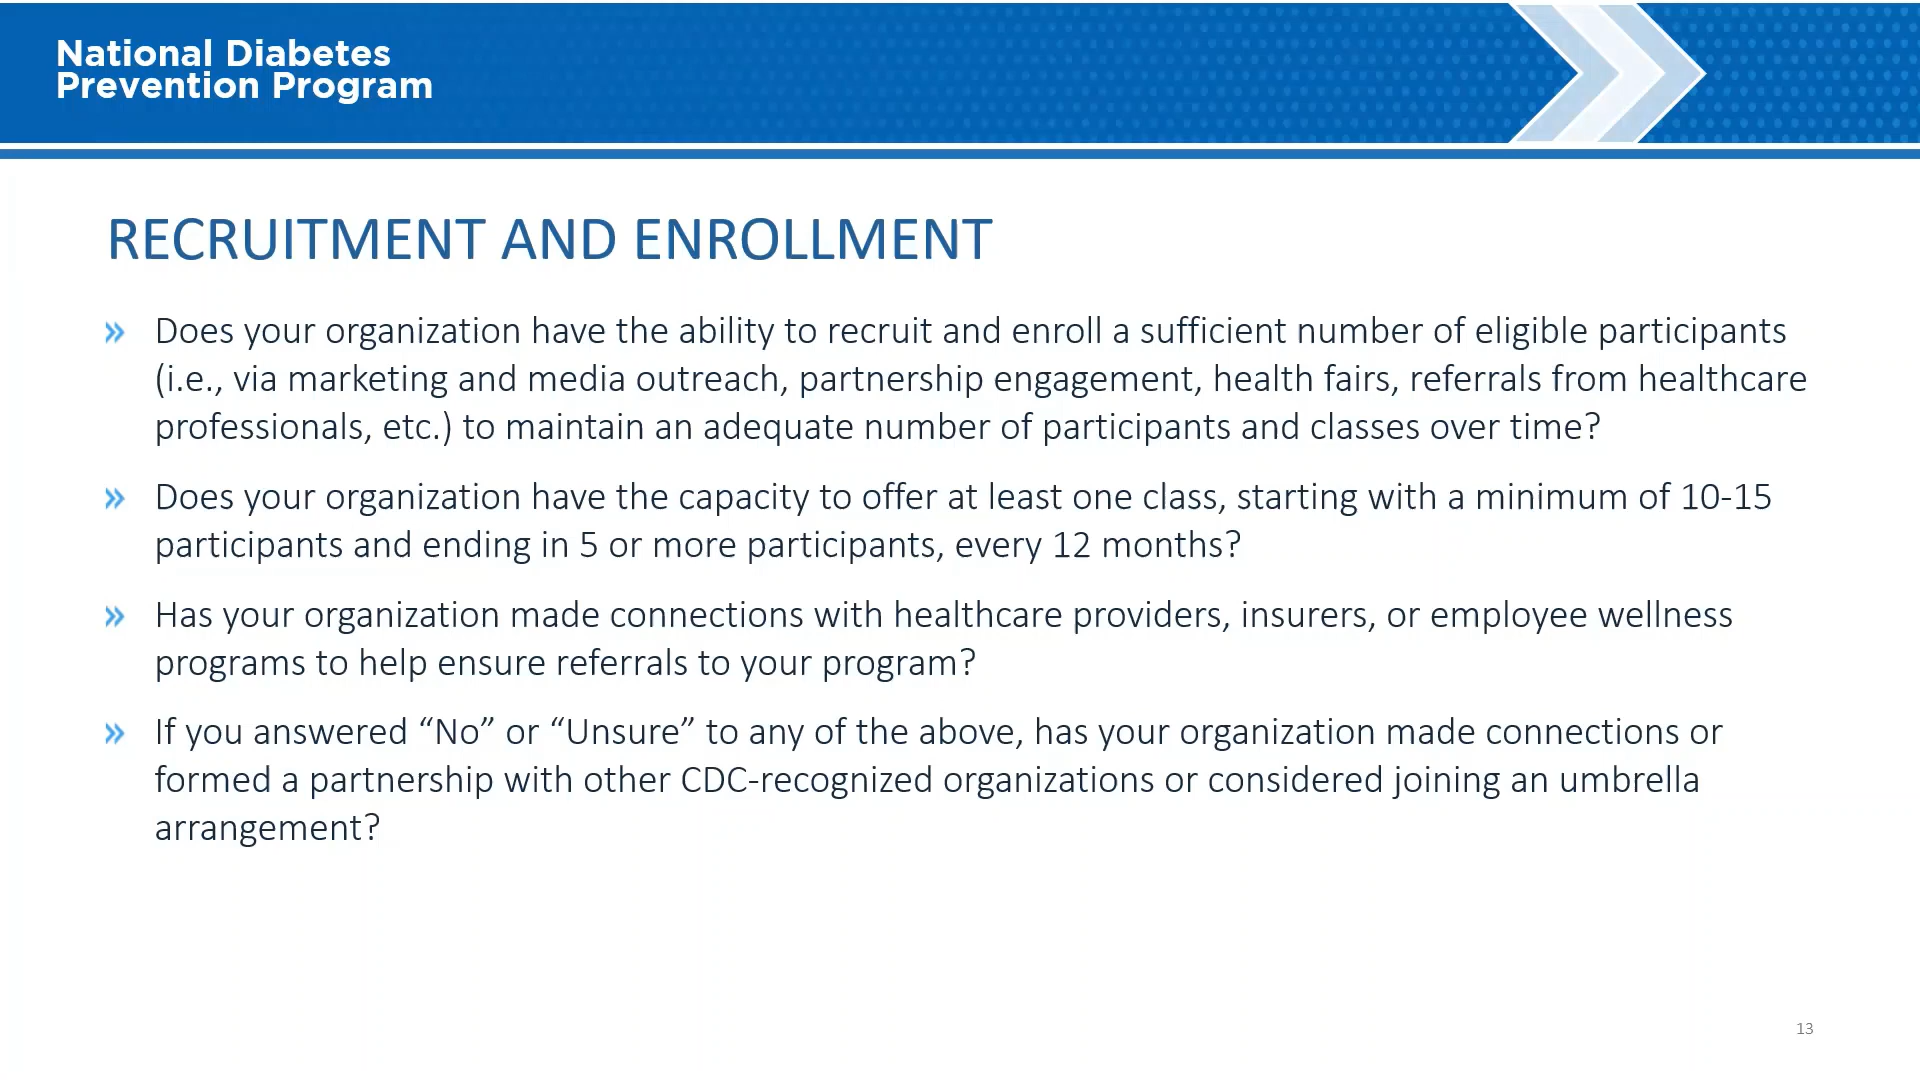 National Diabetes
Prevention Program
RECRUITMENT AND ENROLLMENT
» Does your organization have the ability to recruit and enroll a sufficient number of eligible participants
(i.e., via marketing and media outreach, partnership engagement, health fairs, referrals from healthcare
professionals, etc.) to maintain an adequate number of participants and classes over time?
» Does your organization have the capacity to offer at least one class, starting with a minimum of 10-15
participants and ending in 5 or more participants, every 12 months?
» Has your organization made connections with healthcare providers, insurers, or employee wellness
programs to help ensure referrals to your program?
» If you answered “No” or “Unsure” to any of the above, has your organization made connections or
formed a partnership with other CDC-recognized organizations or considered joining an umbrella
arrangement?
13